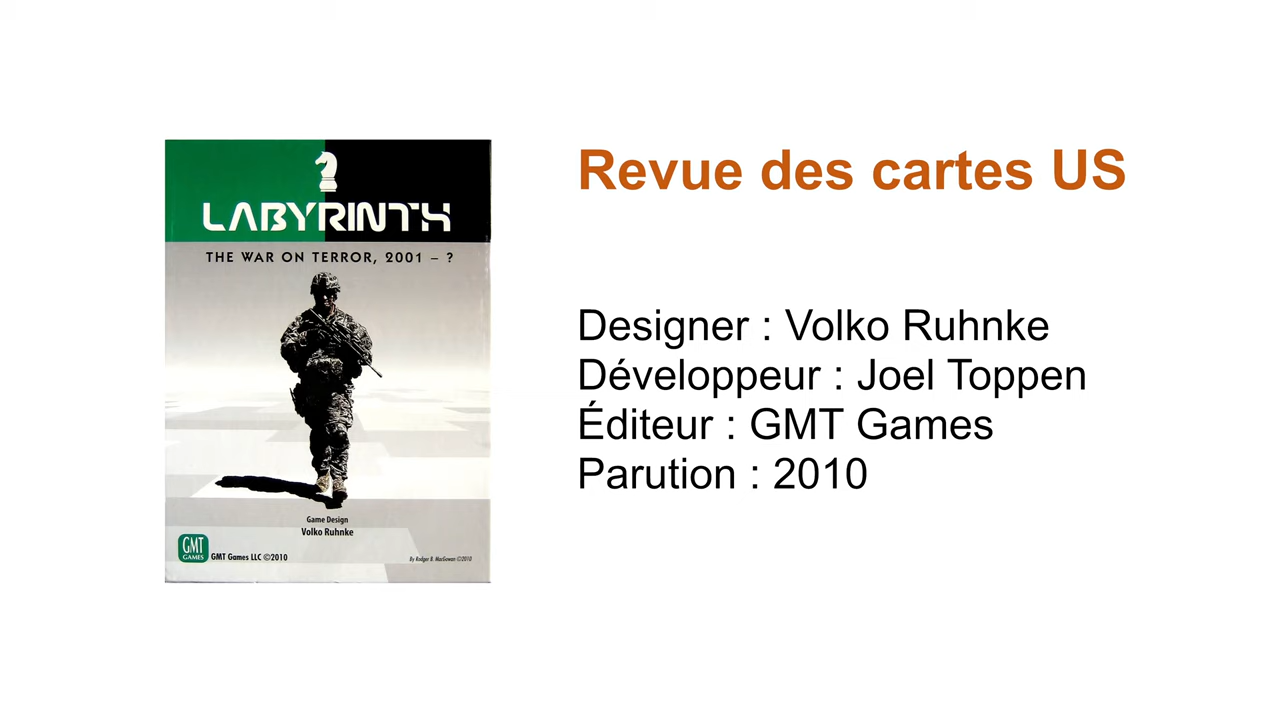 LABYRINTH
THE WAR ON TERROR, 2001 – ?
Game Design
Volko Ruhnke
GMT
GAMES
GMT Games LLC ©2010
By Rodger B. MacGowan ©2010
Revue des cartes US
Designer : Volko Ruhnke
Développeur : Joel Toppen
Éditeur : GMT Games
Parution : 2010